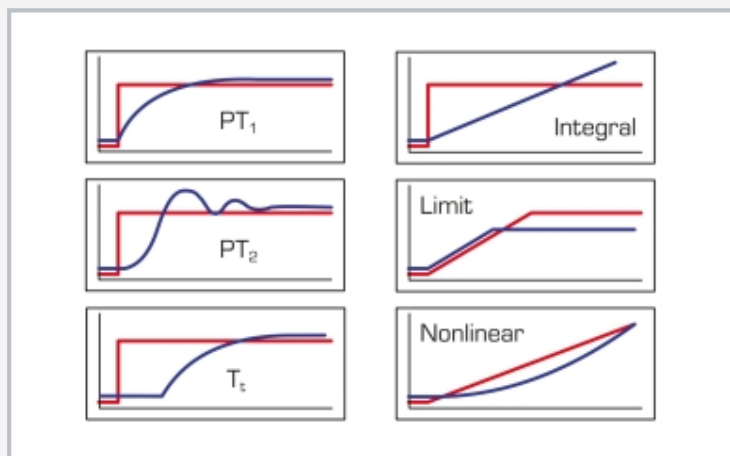 PT₁
Integral
PT₂
Limit
Tₜ
Nonlinear